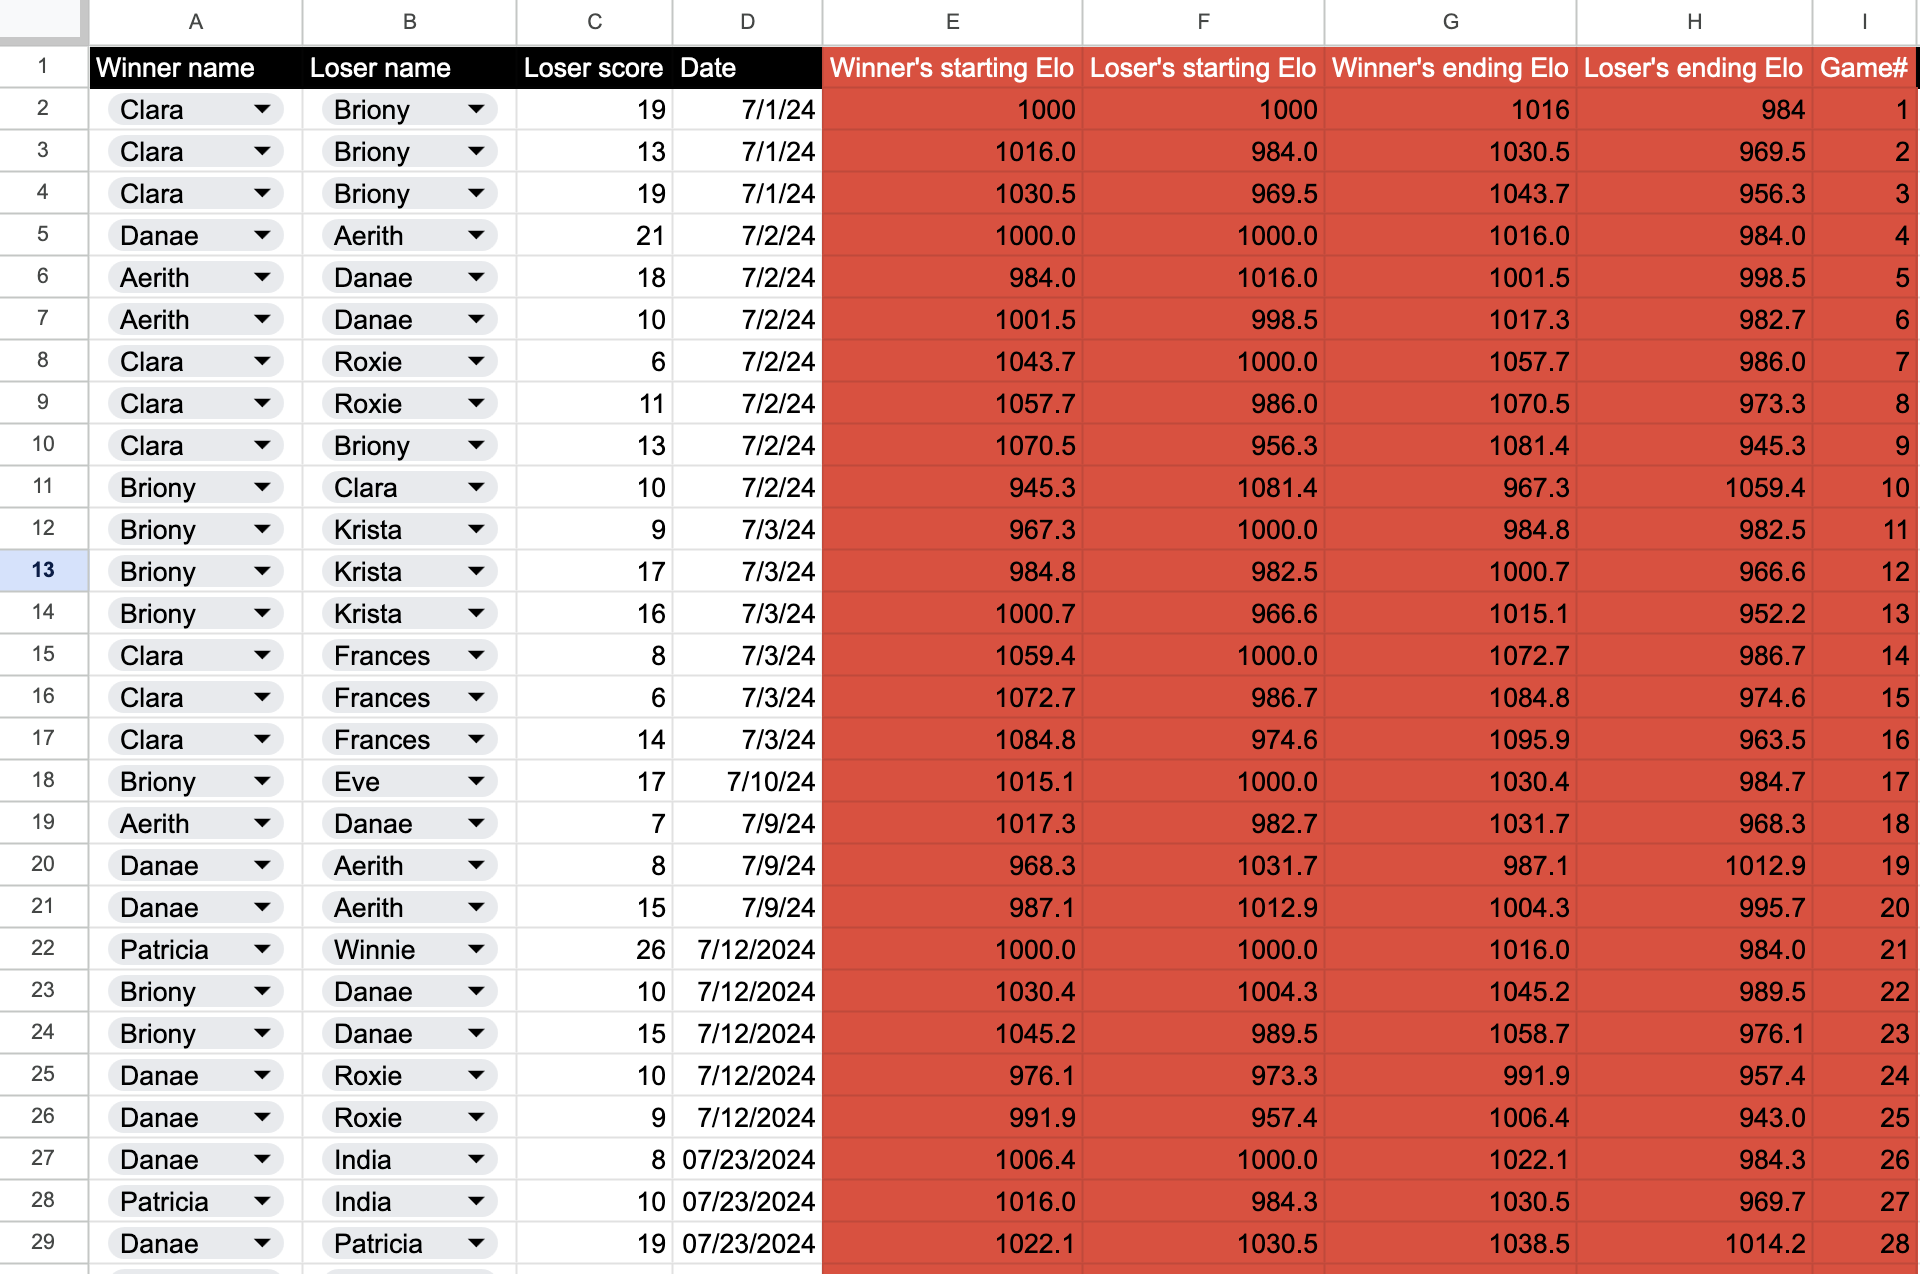 A B C D E F G H I
1 Winner name Loser name Loser score Date Winner's starting Elo Loser's starting Elo Winner's ending Elo Loser's ending Elo Game#
2 Clara Briony 19 7/1/24 1000 1000 1016 984 1
3 Clara Briony 13 7/1/24 1016.0 984.0 1030.5 969.5 2
4 Clara Briony 19 7/1/24 1030.5 969.5 1043.7 956.3 3
5 Danae Aerith 21 7/2/24 1000.0 1000.0 1016.0 984.0 4
6 Aerith Danae 18 7/2/24 984.0 1016.0 1001.5 998.5 5
7 Aerith Danae 10 7/2/24 1001.5 998.5 1017.3 982.7 6
8 Clara Roxie 6 7/2/24 1043.7 1000.0 1057.7 986.0 7
9 Clara Roxie 11 7/2/24 1057.7 986.0 1070.5 973.3 8
10 Clara Briony 13 7/2/24 1070.5 956.3 1081.4 945.3 9
11 Briony Clara 10 7/2/24 945.3 1081.4 967.3 1059.4 10
12 Briony Krista 9 7/3/24 967.3 1000.0 984.8 982.5 11
13 Briony Krista 17 7/3/24 984.8 982.5 1000.7 966.6 12
14 Briony Krista 16 7/3/24 1000.7 966.6 1015.1 952.2 13
15 Clara Frances 8 7/3/24 1059.4 1000.0 1072.7 986.7 14
16 Clara Frances 6 7/3/24 1072.7 986.7 1084.8 974.6 15
17 Clara Frances 14 7/3/24 1084.8 974.6 1095.9 963.5 16
18 Briony Eve 17 7/10/24 1015.1 1000.0 1030.4 984.7 17
19 Aerith Danae 7 7/9/24 1017.3 982.7 1031.7 968.3 18
20 Danae Aerith 8 7/9/24 968.3 1031.7 987.1 1012.9 19
21 Danae Aerith 15 7/9/24 987.1 1012.9 1004.3 995.7 20
22 Patricia Winnie 26 7/12/2024 1000.0 1000.0 1016.0 984.0 21
23 Briony Danae 10 7/12/2024 1030.4 1004.3 1045.2 989.5 22
24 Briony Danae 15 7/12/2024 1045.2 989.5 1058.7 976.1 23
25 Danae Roxie 10 7/12/2024 976.1 973.3 991.9 957.4 24
26 Danae Roxie 9 7/12/2024 991.9 957.4 1006.4 943.0 25
27 Danae India 8 07/23/2024 1006.4 1000.0 1022.1 984.3 26
28 Patricia India 10 07/23/2024 1016.0 984.3 1030.5 969.7 27
29 Danae Patricia 19 07/23/2024 1022.1 1030.5 1038.5 1014.2 28